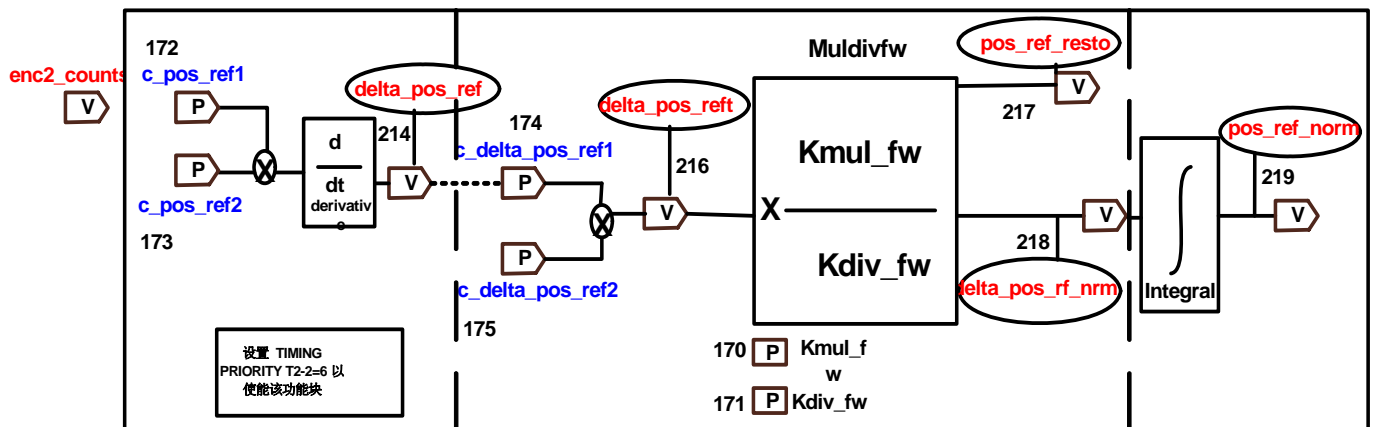 172
enc2_counts
c_pos_ref1
V
P
P
c_pos_ref2
173
X
d
dt
derivativ
e
214
delta_pos_ref
V
174
c_delta_pos_ref1
P
X
P
c_delta_pos_ref2
175
delta_pos_reft
216
V
Muldivfw
X
Kmul_fw
Kdiv_fw
pos_ref_resto
V
217
V
218
delta_pos_rf_nrm
Integral
pos_ref_norm
219
V
设置 TIMING
PRIORITY T2-2=6 以
使能该功能块
170
P
Kmul_f
w
171
P
Kdiv_fw